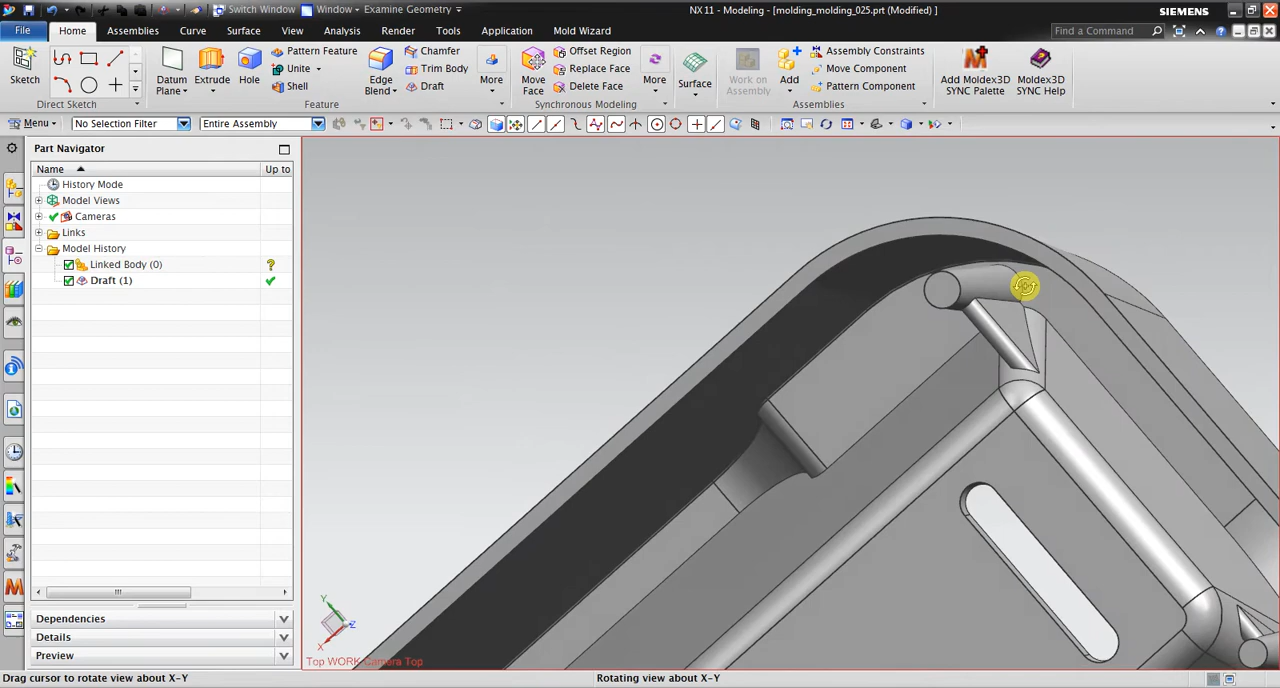 Switch Window Window Examine Geometry
NX 11 - Modeling - [molding_molding_025.prt (Modified) ]
SIEMENS
File Home Assemblies Curve Surface View Analysis Render Tools Application Mold Wizard
Find a Command
Sketch
Direct Sketch
Datum Plane
Extrude
Hole
Pattern Feature
Unite
Shell
Edge Blend
Chamfer
Trim Body
Draft
More
Feature
Move Face
Offset Region
Replace Face
Delete Face
More
Synchronous Modeling
Surface
Work on Assembly
Add
Assembly Constraints
Move Component
Pattern Component
Assemblies
Add Moldex3D SYNC Palette
Moldex3D SYNC Help
Menu
No Selection Filter
Entire Assembly
Part Navigator
Name Up to
History Mode
Model Views
Cameras
Links
Model History
Linked Body (0)
Draft (1)
Dependencies
Details
Preview
Y
Z
X
Top WORK Camera Top
Drag cursor to rotate view about X-Y
Rotating view about X-Y